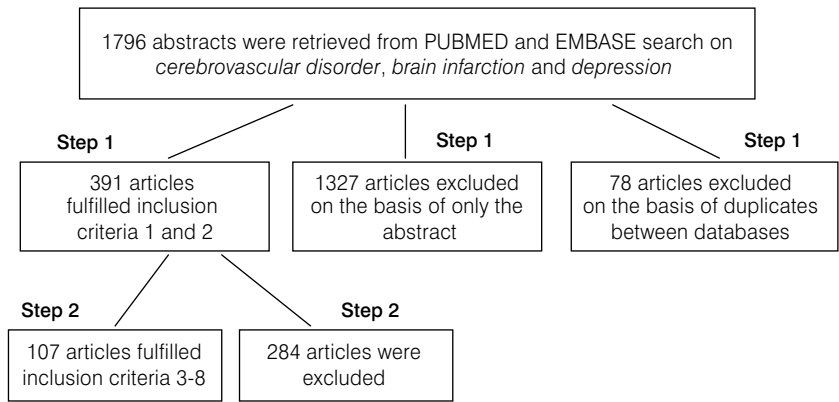 1796 abstracts were retrieved from PUBMED and EMBASE search on
cerebrovascular disorder, brain infarction and depression
Step 1
Step 1
Step 1
391 articles
fulfilled inclusion
criteria 1 and 2
1327 articles excluded
on the basis of only the
abstract
78 articles excluded
on the basis of duplicates
between databases
Step 2
Step 2
107 articles fulfilled
inclusion criteria 3-8
284 articles were
excluded